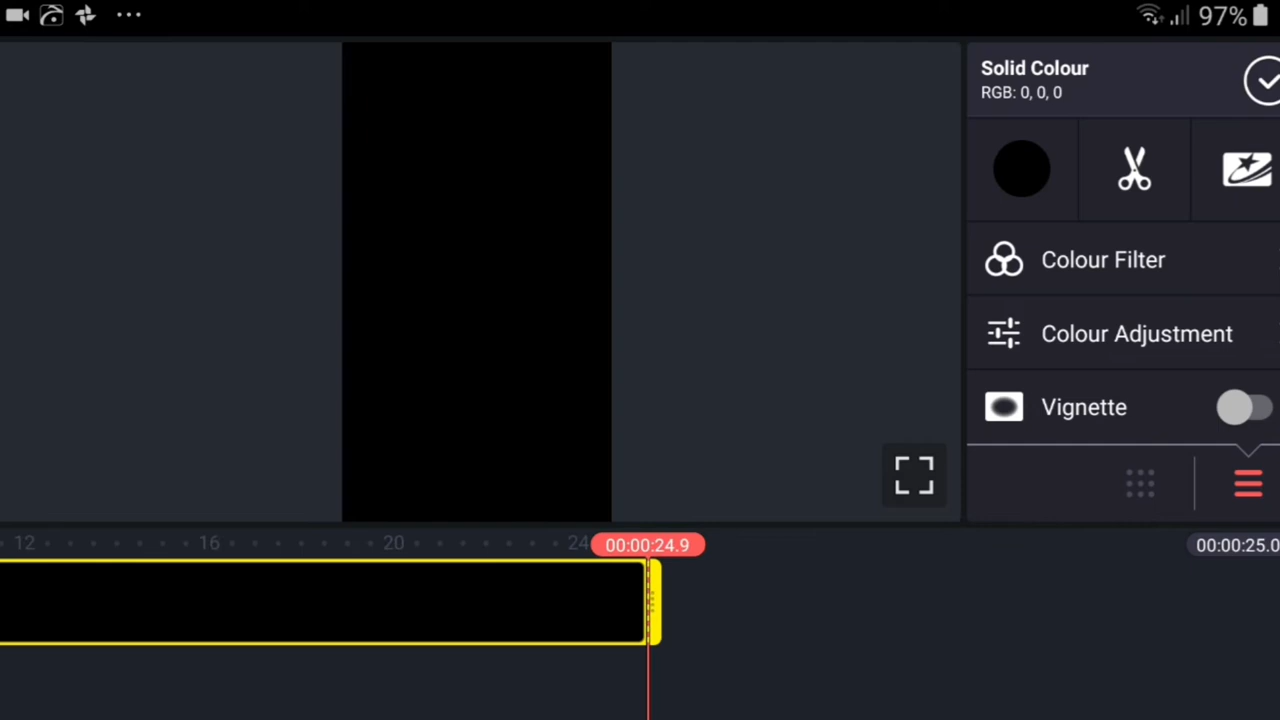 97%
Solid Colour
RGB: 0, 0, 0
Colour Filter
Colour Adjustment
Vignette
12 16 20 24 00:00:24.9 00:00:25.0